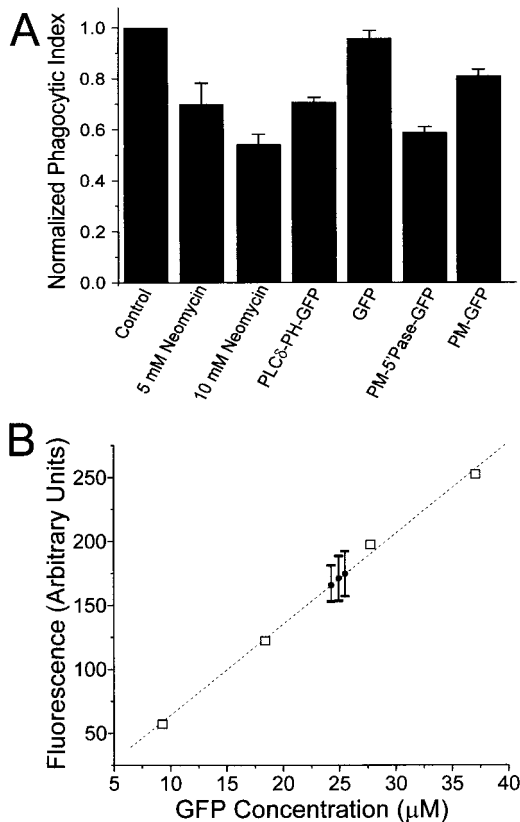 A
Normalized Phagocytic Index
1.0
0.8
0.6
0.4
0.2
0.0
Control
5 mM Neomycin
10 mM Neomycin
PLCδ-PH-GFP
GFP
PM-5'Pase-GFP
PM-GFP
B
Fluorescence (Arbitrary Units)
250
200
150
100
50
5 10 15 20 25 30 35 40
GFP Concentration (μM)